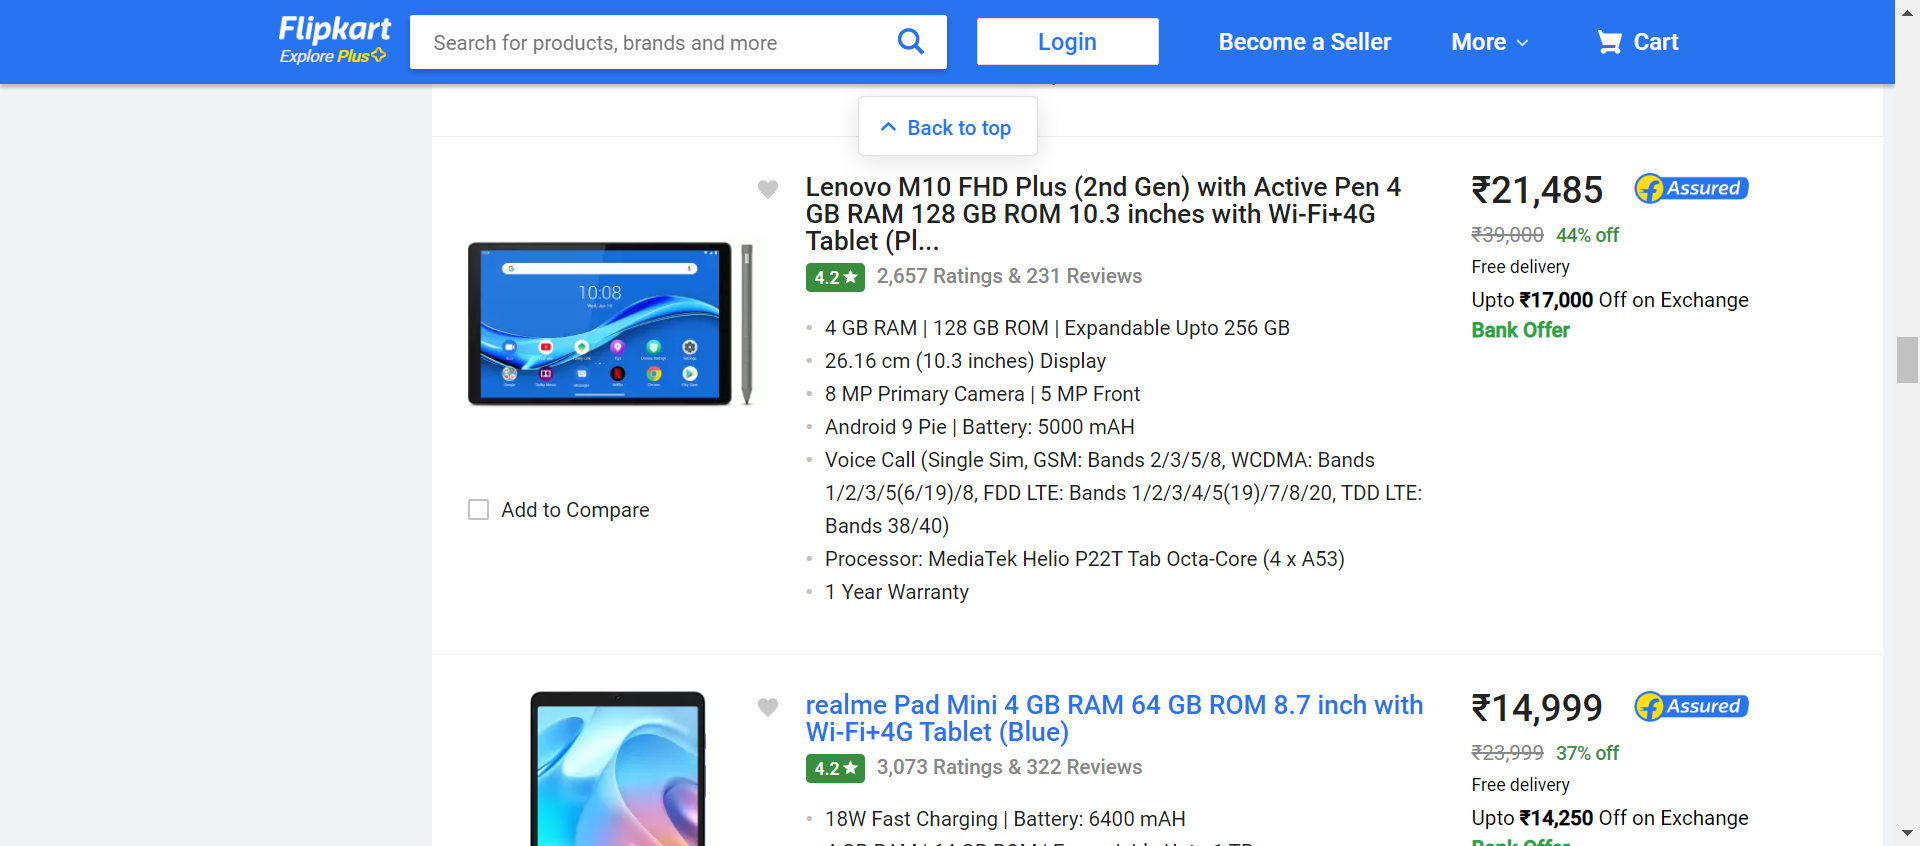 Flipkart
Explore Plus
Search for products, brands and more
Login
Become a Seller
More
Cart
Back to top
Lenovo M10 FHD Plus (2nd Gen) with Active Pen 4
GB RAM 128 GB ROM 10.3 inches with Wi-Fi+4G
Tablet (Pl...
4.2★
2,657 Ratings & 231 Reviews
4 GB RAM | 128 GB ROM | Expandable Upto 256 GB
26.16 cm (10.3 inches) Display
8 MP Primary Camera | 5 MP Front
Android 9 Pie | Battery: 5000 mAH
Voice Call (Single Sim, GSM: Bands 2/3/5/8, WCDMA: Bands
1/2/3/5(6/19)/8, FDD LTE: Bands 1/2/3/4/5(19)/7/8/20, TDD LTE:
Bands 38/40)
Processor: MediaTek Helio P22T Tab Octa-Core (4 x A53)
1 Year Warranty
₹21,485
Assured
₹39,000 44% off
Free delivery
Upto ₹17,000 Off on Exchange
Bank Offer
10:08
Add to Compare
realme Pad Mini 4 GB RAM 64 GB ROM 8.7 inch with
Wi-Fi+4G Tablet (Blue)
4.2★
3,073 Ratings & 322 Reviews
18W Fast Charging | Battery: 6400 mAH
₹14,999
Assured
₹23,999 37% off
Free delivery
Upto ₹14,250 Off on Exchange
Bank Offer